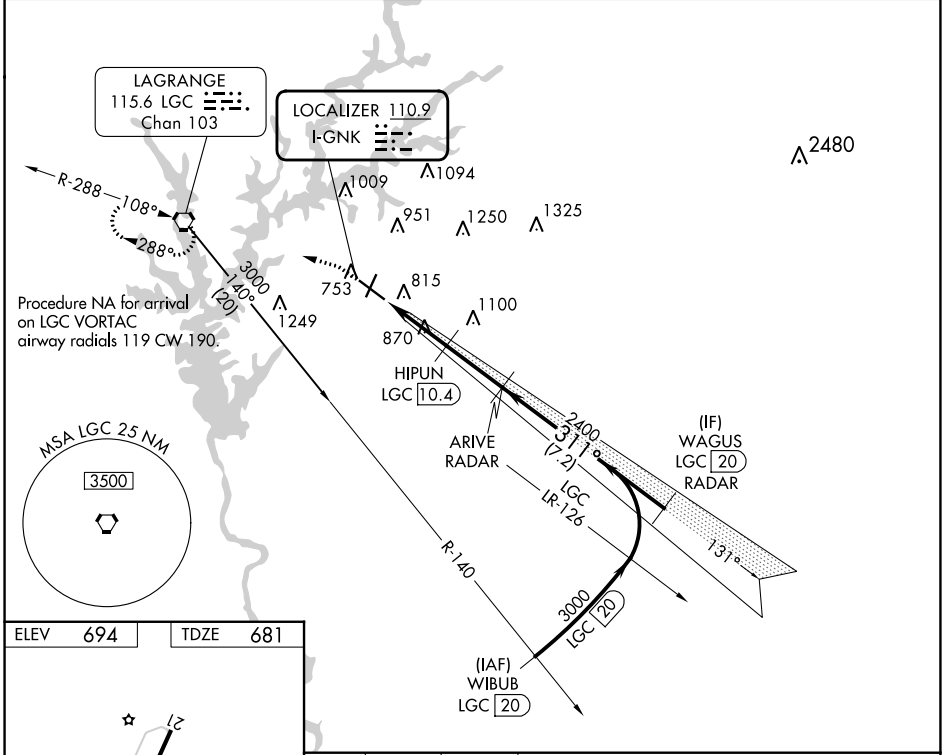 LAGRANGE
115.6 LGC
Chan 103
LOCALIZER 110.9
I-GNK
2480
1094
1009
951
1250
1325
R-288
108°
288°
753
815
1100
870
1249
3000
140°
(20)
Procedure NA for arrival
on LGC VORTAC
airway radials 119 CW 190.
HIPUN
LGC 10.4
ARIVE
RADAR
2400
311°
(7.2)
(IF)
WAGUS
LGC 20
RADAR
LGC
LR-126
131°
MSA LGC 25 NM
3500
R-140
3000
LGC 20
(IAF)
WIBUB
LGC 20
ELEV 694
TDZE 681
21